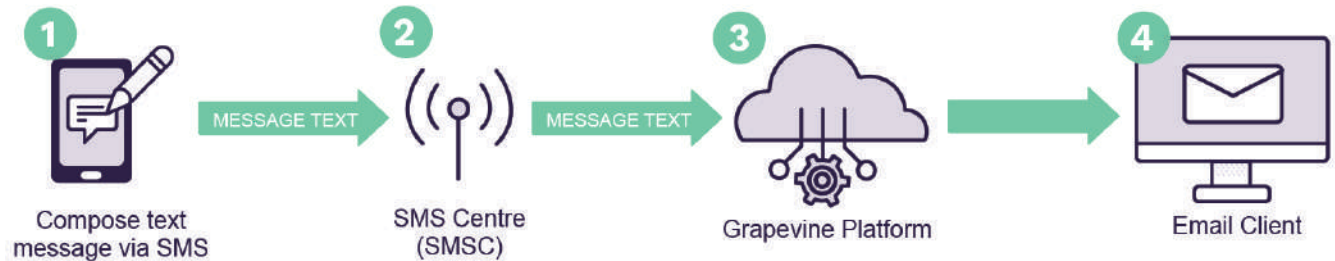 1
Compose text
message via SMS
MESSAGE TEXT
2
SMS Centre
(SMSC)
MESSAGE TEXT
3
Grapevine Platform
4
Email Client